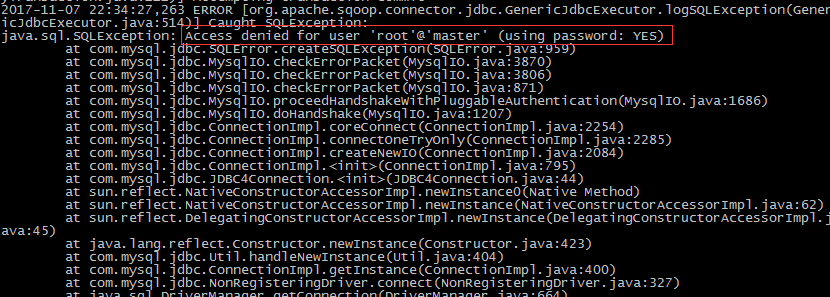 2017-11-07 22:34:27,263 ERROR [org.apache.sqoop.connector.jdbc.GenericJdbcExecutor.logSQLException(Gener
icJdbcExecutor.java:514)] Caught SQLException:
java.sql.SQLException: Access denied for user 'root'@'master' (using password: YES)
at com.mysql.jdbc.SQLError.createSQLException(SQLError.java:959)
at com.mysql.jdbc.MysqlIO.checkErrorPacket(MysqlIO.java:3870)
at com.mysql.jdbc.MysqlIO.checkErrorPacket(MysqlIO.java:3806)
at com.mysql.jdbc.MysqlIO.checkErrorPacket(MysqlIO.java:871)
at com.mysql.jdbc.MysqlIO.proceedHandshakeWithPluggableAuthentication(MysqlIO.java:1686)
at com.mysql.jdbc.MysqlIO.doHandshake(MysqlIO.java:1207)
at com.mysql.jdbc.ConnectionImpl.coreConnect(ConnectionImpl.java:2254)
at com.mysql.jdbc.ConnectionImpl.connectOneTryOnly(ConnectionImpl.java:2285)
at com.mysql.jdbc.ConnectionImpl.createNewIO(ConnectionImpl.java:2084)
at com.mysql.jdbc.ConnectionImpl.<init>(ConnectionImpl.java:795)
at com.mysql.jdbc.JDBC4Connection.<init>(JDBC4Connection.java:44)
at sun.reflect.NativeConstructorAccessorImpl.newInstance0(Native Method)
at sun.reflect.NativeConstructorAccessorImpl.newInstance(NativeConstructorAccessorImpl.java:62)
at sun.reflect.DelegatingConstructorAccessorImpl.newInstance(DelegatingConstructorAccessorImpl.j
ava:45)
at java.lang.reflect.Constructor.newInstance(Constructor.java:423)
at com.mysql.jdbc.Util.handleNewInstance(Util.java:404)
at com.mysql.jdbc.ConnectionImpl.getInstance(ConnectionImpl.java:400)
at com.mysql.jdbc.NonRegisteringDriver.connect(NonRegisteringDriver.java:327)
at java.sql.DriverManager.getConnection(DriverManager.java:664)